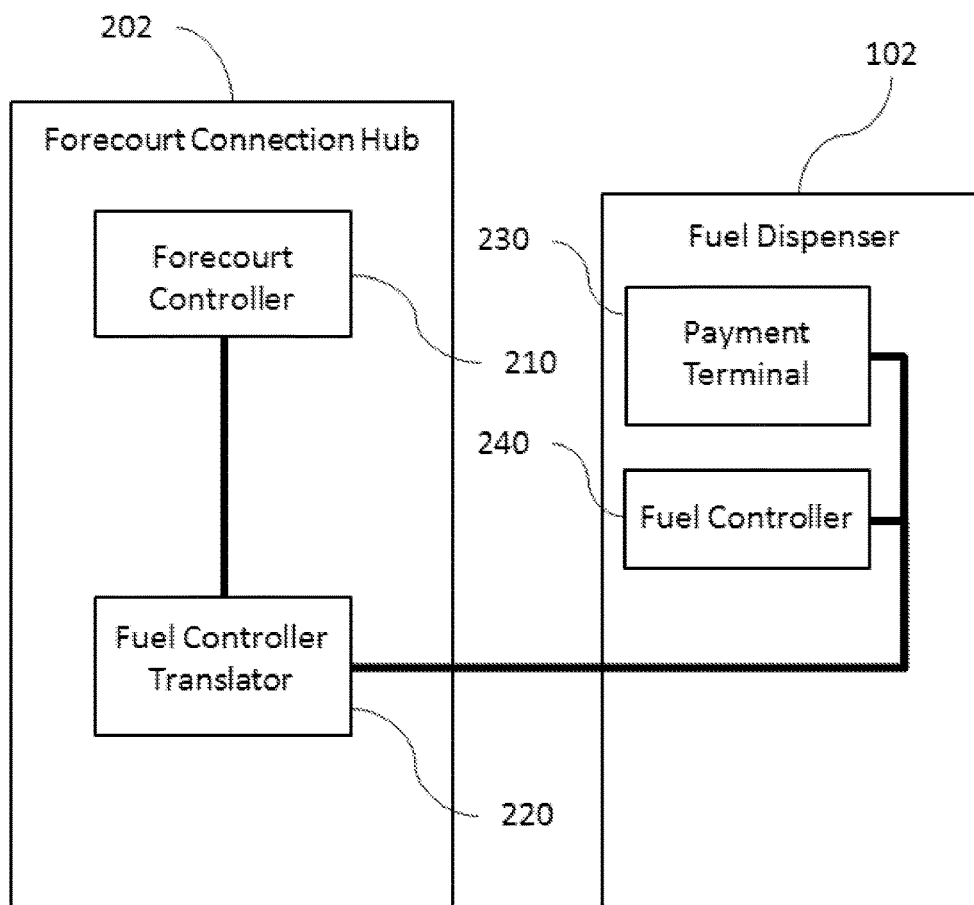 202
102
Forecourt Connection Hub
Forecourt
Controller
210
Fuel Controller
Translator
220
Fuel Dispenser
230
Payment
Terminal
240
Fuel Controller